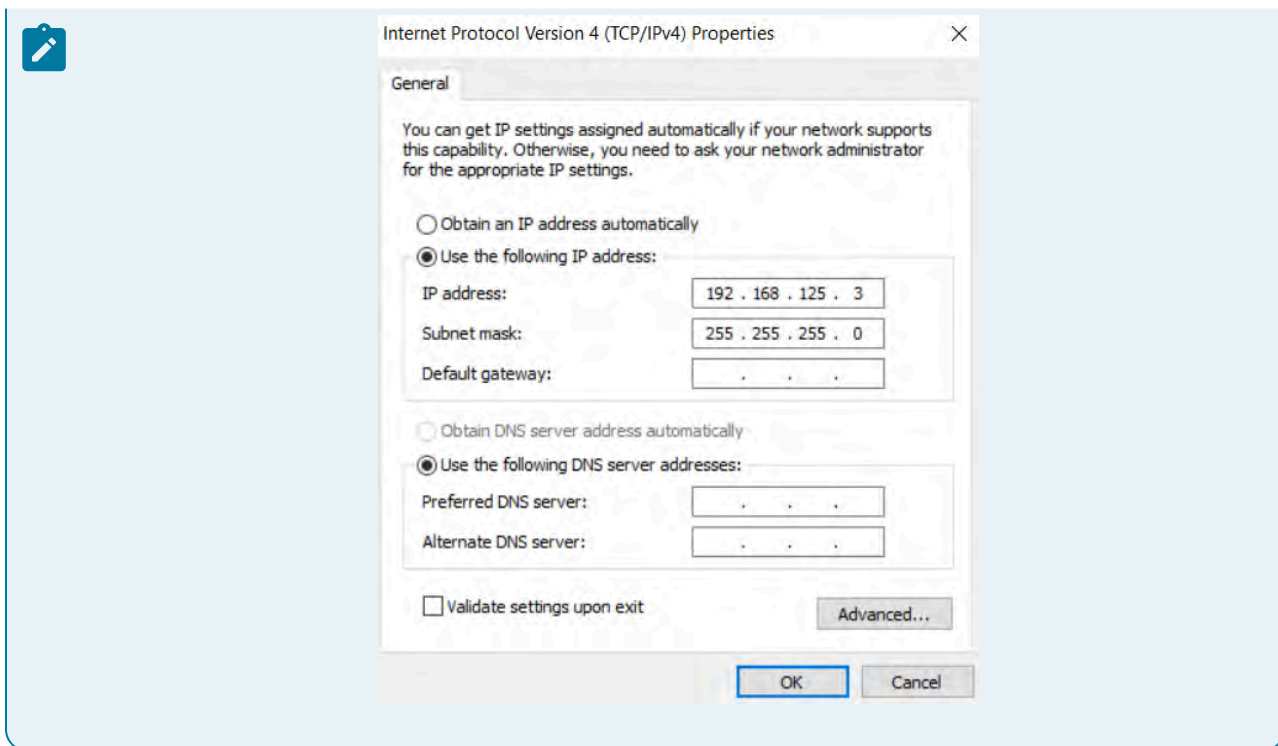 Internet Protocol Version 4 (TCP/IPv4) Properties
General
You can get IP settings assigned automatically if your network supports
this capability. Otherwise, you need to ask your network administrator
for the appropriate IP settings.
Obtain an IP address automatically
Use the following IP address:
IP address: 192 . 168 . 125 . 3
Subnet mask: 255 . 255 . 255 . 0
Default gateway: . . .
Obtain DNS server address automatically
Use the following DNS server addresses:
Preferred DNS server: . . .
Alternate DNS server: . . .
Validate settings upon exit
Advanced...
OK Cancel